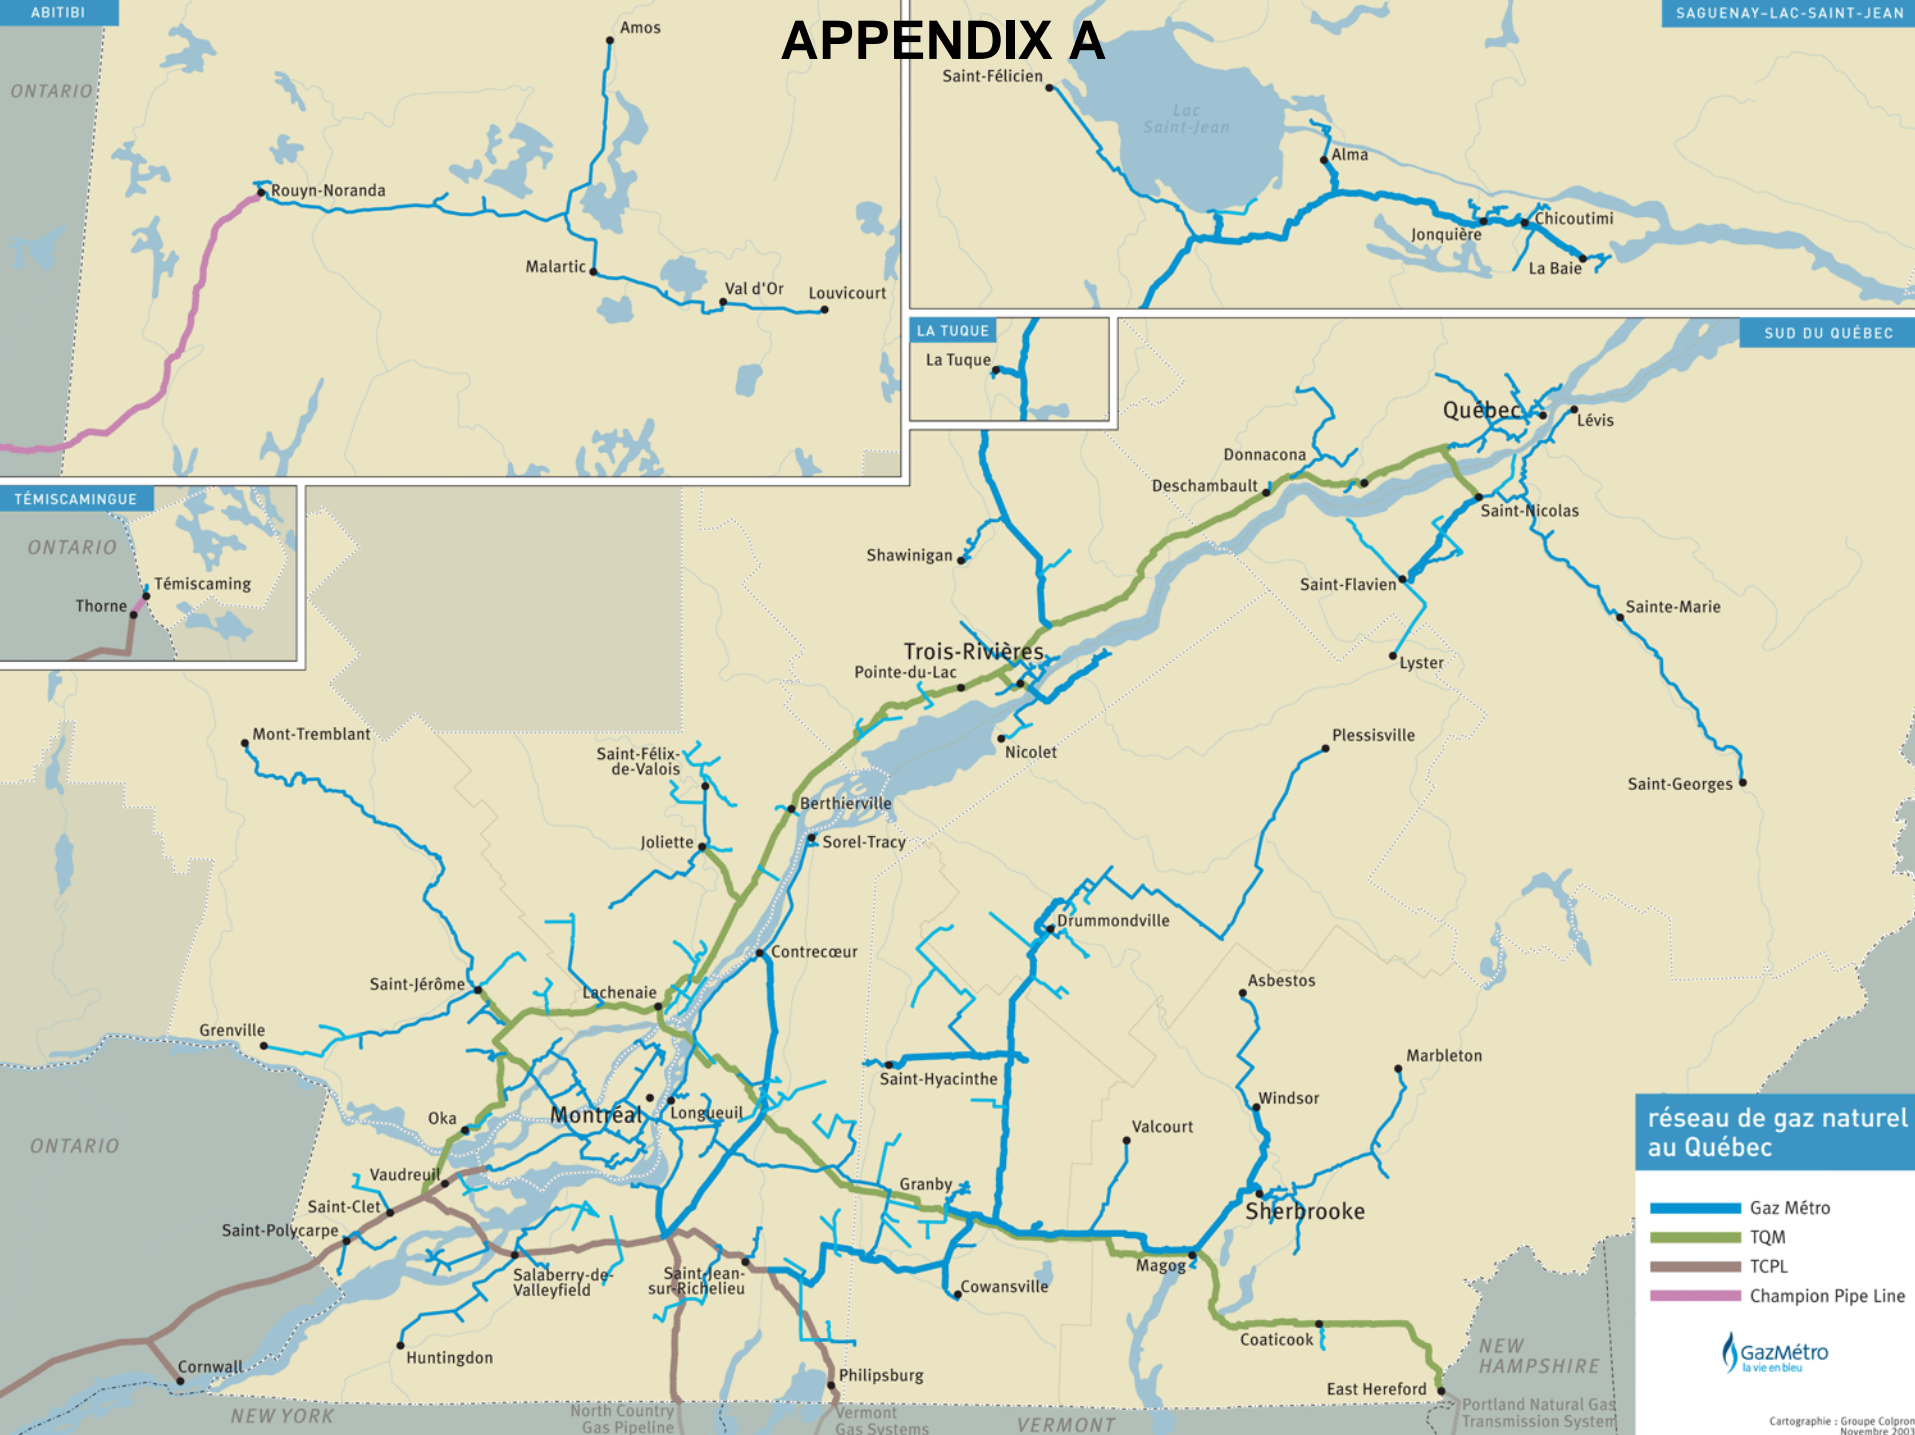 APPENDIX A
ABITIBI
ONTARIO
Amos
Rouyn-Noranda
Malartic
Val d'Or
Louvicourt
SAGUENAY–LAC-SAINT-JEAN
Saint-Félicien
Lac
Saint-Jean
Alma
Chicoutimi
Jonquière
La Baie
LA TUQUE
La Tuque
TÉMISCAMINGUE
ONTARIO
Témiscaming
Thorne
SUD DU QUÉBEC
Québec
Lévis
Donnacona
Deschambault
Saint-Nicolas
Shawinigan
Saint-Flavien
Sainte-Marie
Trois-Rivières
Pointe-du-Lac
Lyster
Mont-Tremblant
Saint-Félix-
de-Valois
Nicolet
Plessisville
Saint-Georges
Berthierville
Joliette
Sorel-Tracy
Drummondville
Contrecœur
Saint-Jérôme
Lachenaie
Asbestos
Grenville
Saint-Hyacinthe
Marbleton
Montréal
Longueuil
Windsor
Oka
Valcourt
ONTARIO
Vaudreuil
Granby
Saint-Clet
Sherbrooke
Saint-Polycarpe
Salaberry-de-
Valleyfield
Saint-Jean-
sur-Richelieu
Magog
Cowansville
Coaticook
Huntingdon
Cornwall
Philipsburg
East Hereford
NEW YORK
North Country
Gas Pipeline
Vermont
Gas Systems
VERMONT
NEW
HAMPSHIRE
Portland Natural Gas
Transmission System
réseau de gaz naturel
au Québec
Gaz Métro
TQM
TCPL
Champion Pipe Line
GazMétro
la vie en bleu
Cartographie : Groupe Colpron
Novembre 2003